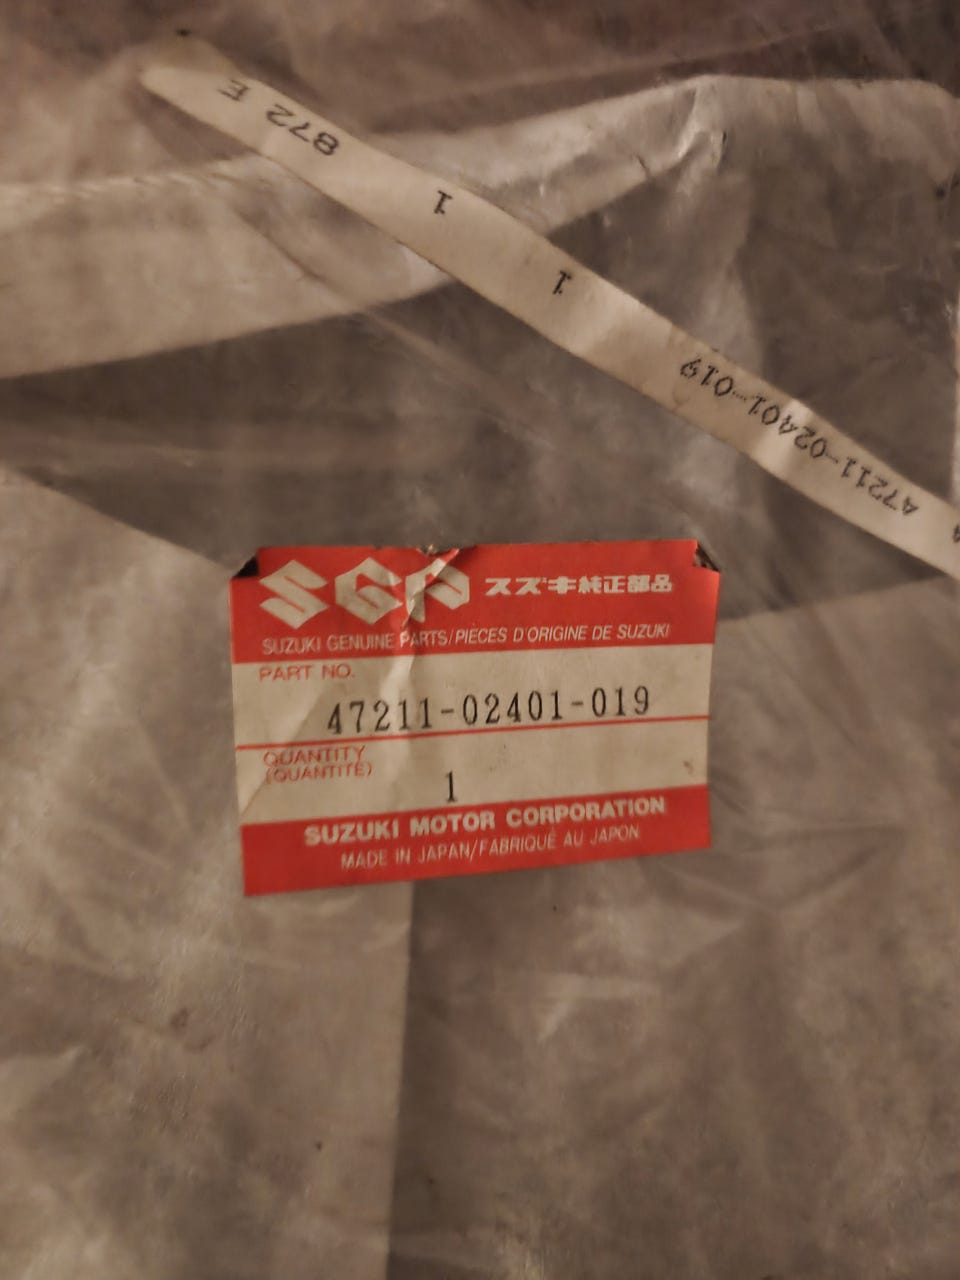 872 E
1
1
47211-02401-019
SGP スズキ純正部品
SUZUKI GENUINE PARTS/PIECES D'ORIGINE DE SUZUKI
PART NO.
47211-02401-019
QUANTITY
(QUANTITÉ)
1
SUZUKI MOTOR CORPORATION
MADE IN JAPAN/FABRIQUÉ AU JAPON